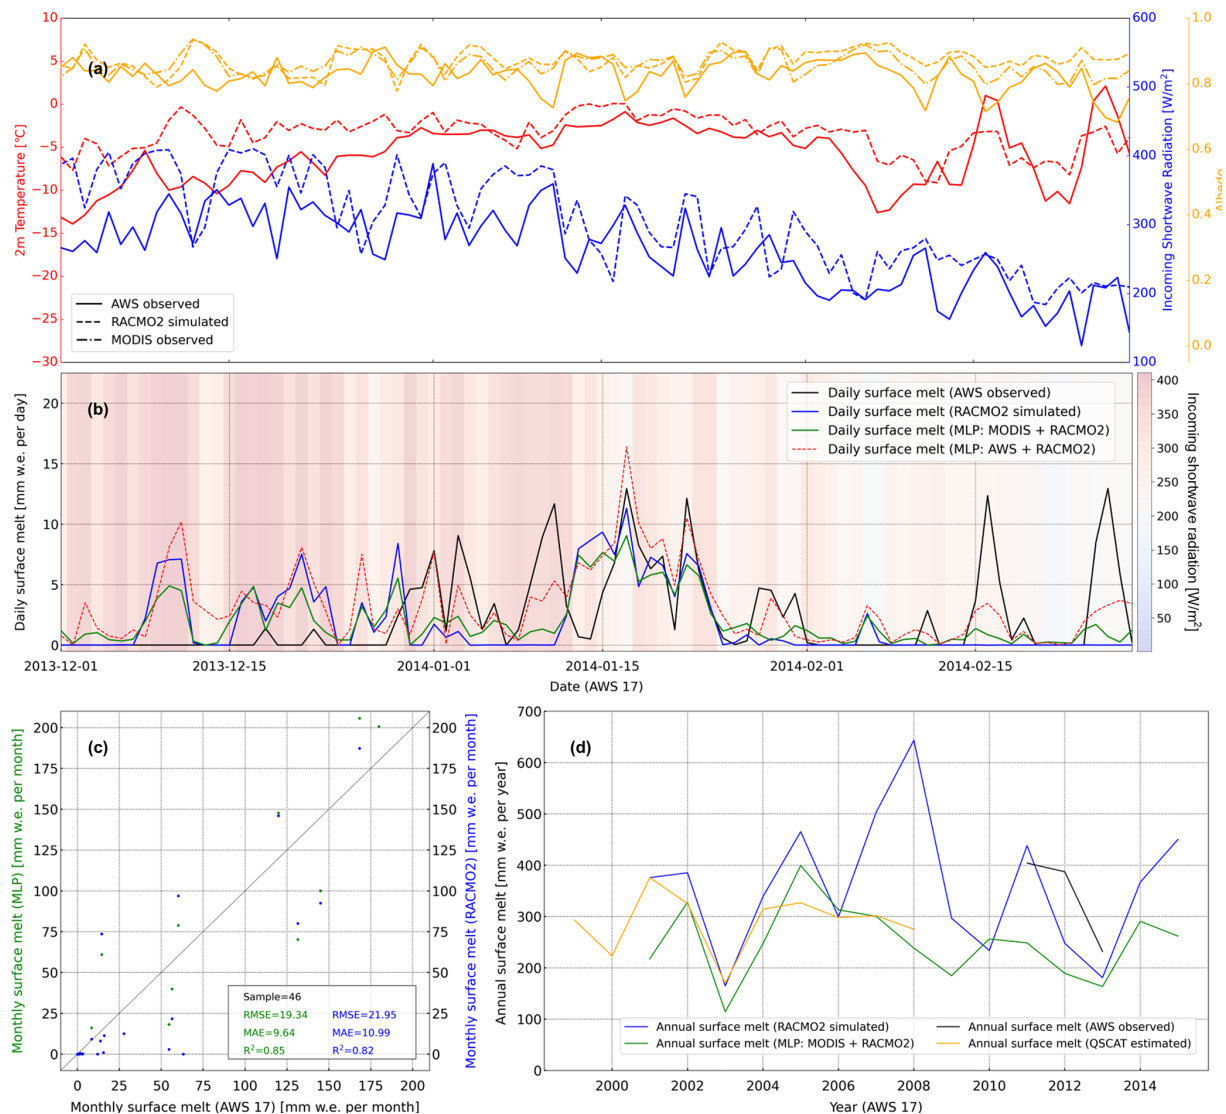 10
5
0
−5
−10
−15
−20
−25
−30
2m Temperature [°C]
(a)
600
500
400
300
200
100
Incoming Shortwave Radiation [W/m²]
1.0
0.8
0.6
0.4
0.2
0.0
Albedo
AWS observed
RACMO2 simulated
MODIS observed
20
15
10
5
0
Daily surface melt [mm w.e. per day]
(b)
Daily surface melt (AWS observed)
Daily surface melt (RACMO2 simulated)
Daily surface melt (MLP: MODIS + RACMO2)
Daily surface melt (MLP: AWS + RACMO2)
400
350
300
250
200
150
100
50
Incoming shortwave radiation [W/m²]
2013-12-01 2013-12-15 2014-01-01 2014-01-15 2014-02-01 2014-02-15
Date (AWS 17)
200
175
150
125
100
75
50
25
0
Monthly surface melt (MLP) [mm w.e. per month]
(c)
200
175
150
125
100
75
50
25
0
Monthly surface melt (RACMO2) [mm w.e. per month]
Sample=46
RMSE=19.34 RMSE=21.95
MAE=9.64 MAE=10.99
R²=0.85 R²=0.82
0 25 50 75 100 125 150 175 200
Monthly surface melt (AWS 17) [mm w.e. per month]
700
600
500
400
300
200
100
0
Annual surface melt [mm w.e. per year]
(d)
Annual surface melt (RACMO2 simulated)
Annual surface melt (MLP: MODIS + RACMO2)
Annual surface melt (AWS observed)
Annual surface melt (QSCAT estimated)
2000 2002 2004 2006 2008 2010 2012 2014
Year (AWS 17)